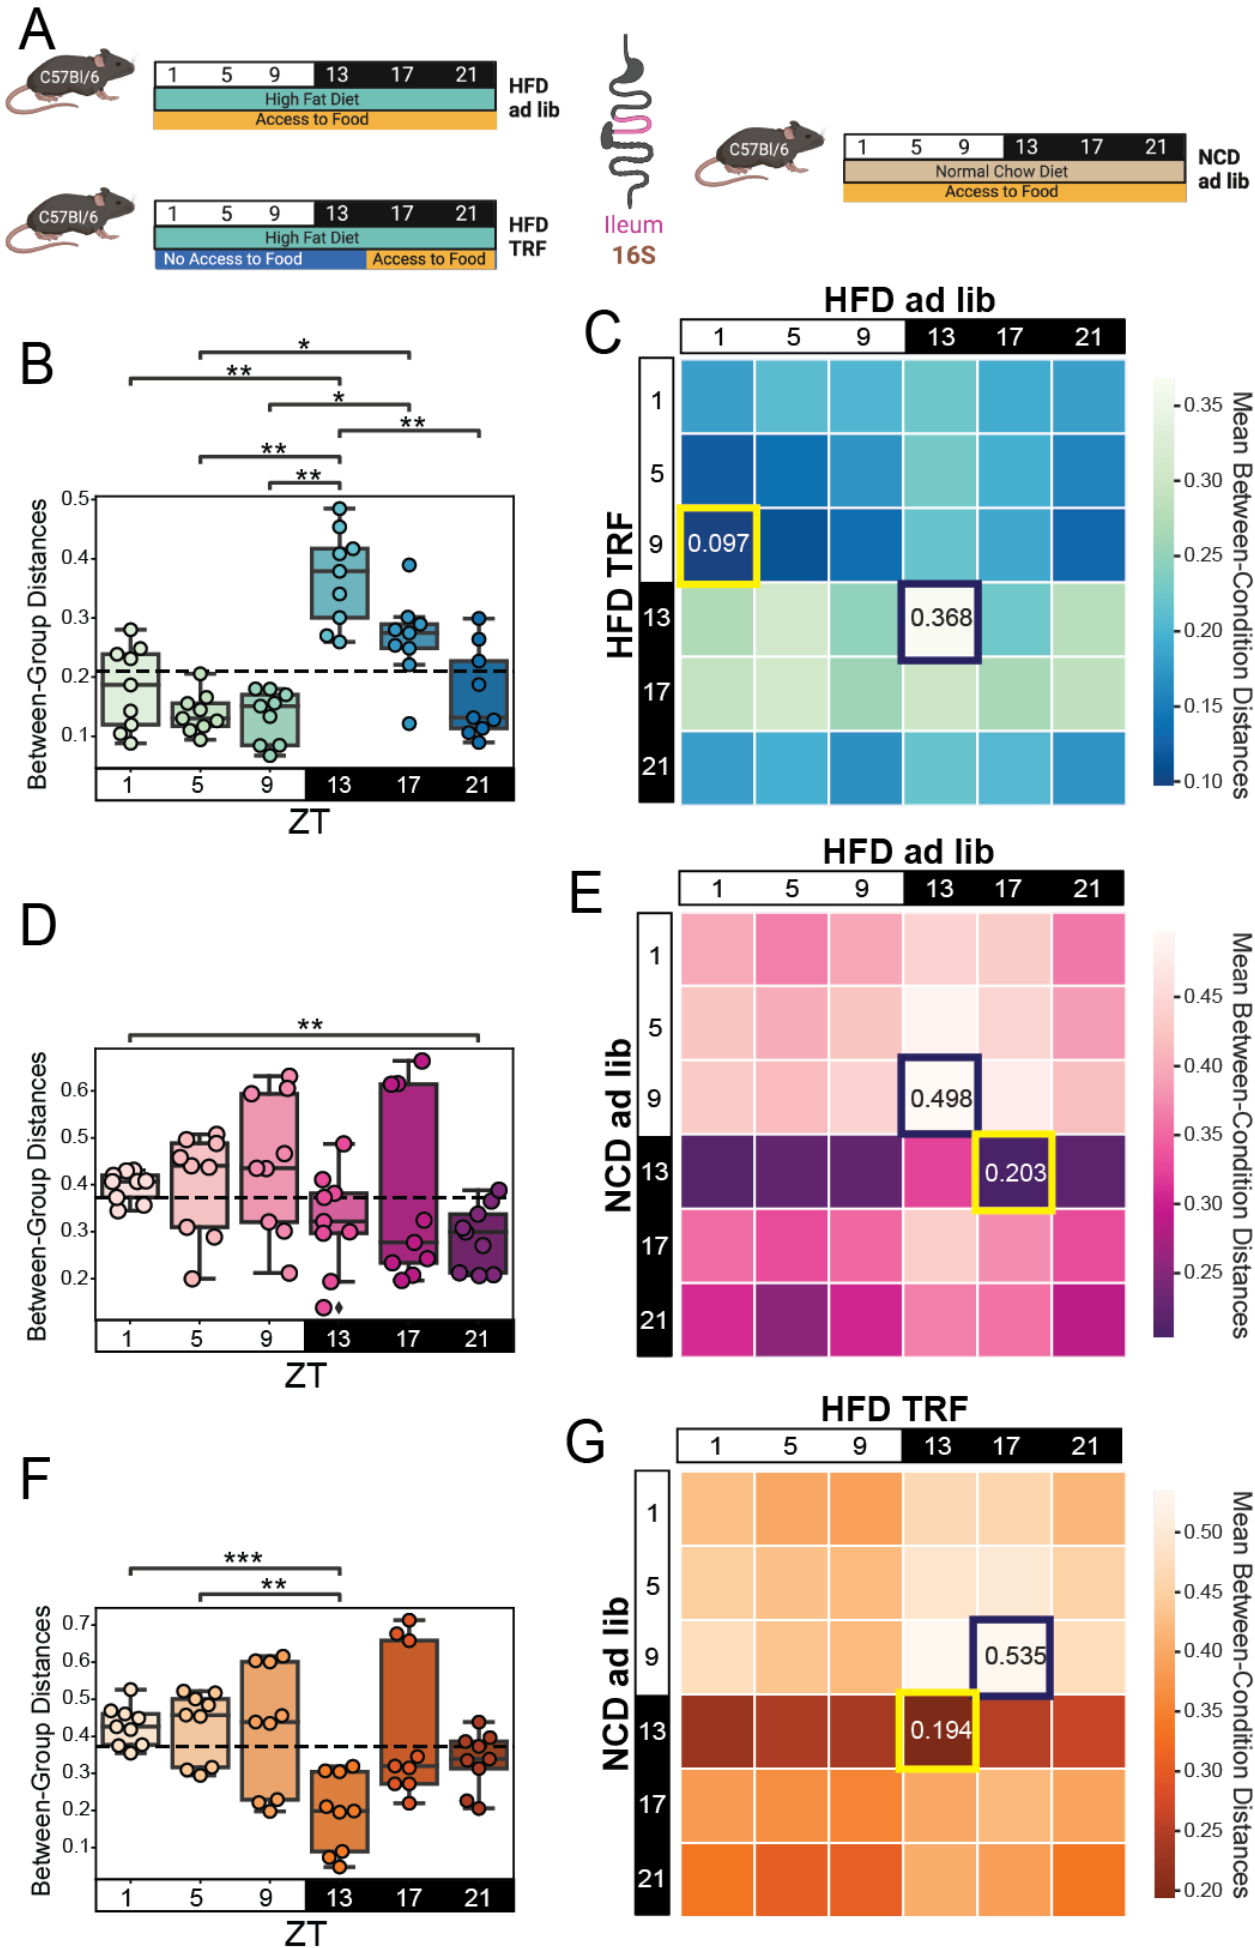 A
C57Bl/6
1 5 9 13 17 21
High Fat Diet
Access to Food
HFD
ad lib
C57Bl/6
1 5 9 13 17 21
High Fat Diet
No Access to Food Access to Food
HFD
TRF
Ileum
16S
C57Bl/6
1 5 9 13 17 21
Normal Chow Diet
Access to Food
NCD
ad lib
B
*
**
*
**
**
**
Between-Group Distances
0.5
0.4
0.3
0.2
0.1
1 5 9 13 17 21
ZT
C
HFD ad lib
1 5 9 13 17 21
HFD TRF
1
5
9
13
17
21
0.097
0.368
0.35
0.30
0.25
0.20
0.15
0.10
Mean Between-Condition Distances
D
**
Between-Group Distances
0.6
0.5
0.4
0.3
0.2
1 5 9 13 17 21
ZT
E
HFD ad lib
1 5 9 13 17 21
NCD ad lib
1
5
9
13
17
21
0.498
0.203
0.45
0.40
0.35
0.30
0.25
Mean Between-Condition Distances
F
***
**
Between-Group Distances
0.7
0.6
0.5
0.4
0.3
0.2
0.1
1 5 9 13 17 21
ZT
G
HFD TRF
1 5 9 13 17 21
NCD ad lib
1
5
9
13
17
21
0.535
0.194
0.50
0.45
0.40
0.35
0.30
0.25
0.20
Mean Between-Condition Distances